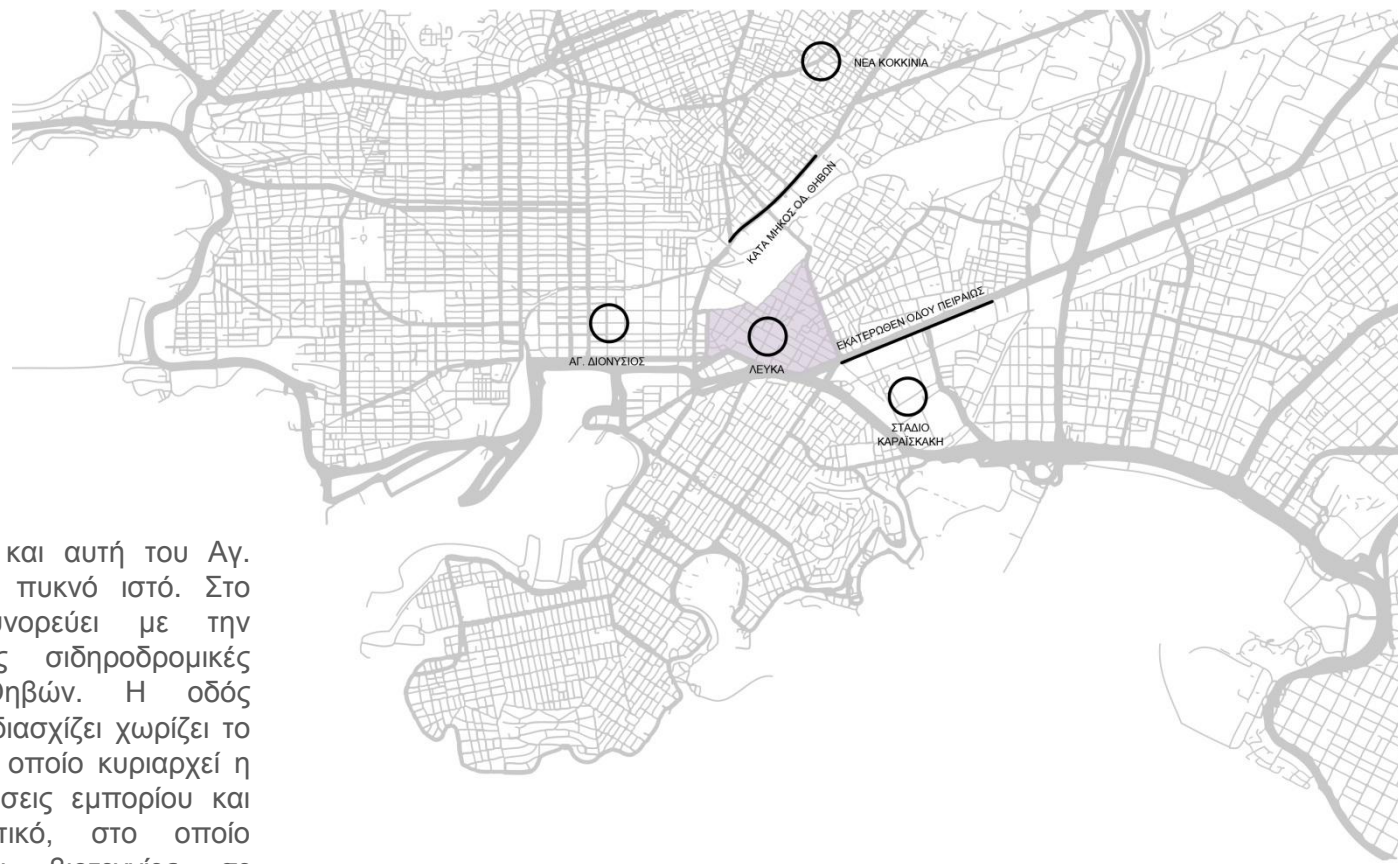 ΝΕΑ ΚΟΚΚΙΝΙΑ
ΚΑΤΑ ΜΗΚΟΣ ΟΔ. ΘΗΒΩΝ
ΕΚΑΤΕΡΩΘΕΝ ΟΔΟΥ ΠΕΙΡΑΙΩΣ
ΑΓ. ΔΙΟΝΥΣΙΟΣ
ΛΕΥΚΑ
ΣΤΑΔΙΟ
ΚΑΡΑΪΣΚΑΚΗ
και αυτή του Αγ.
πυκνό ιστό. Στο
νορεύει με την
ς σιδηροδρομικές
Θηβών. Η οδός
διασχίζει χωρίζει το
οποίο κυριαρχεί η
σεις εμπορίου και
τικό, στο οποίο